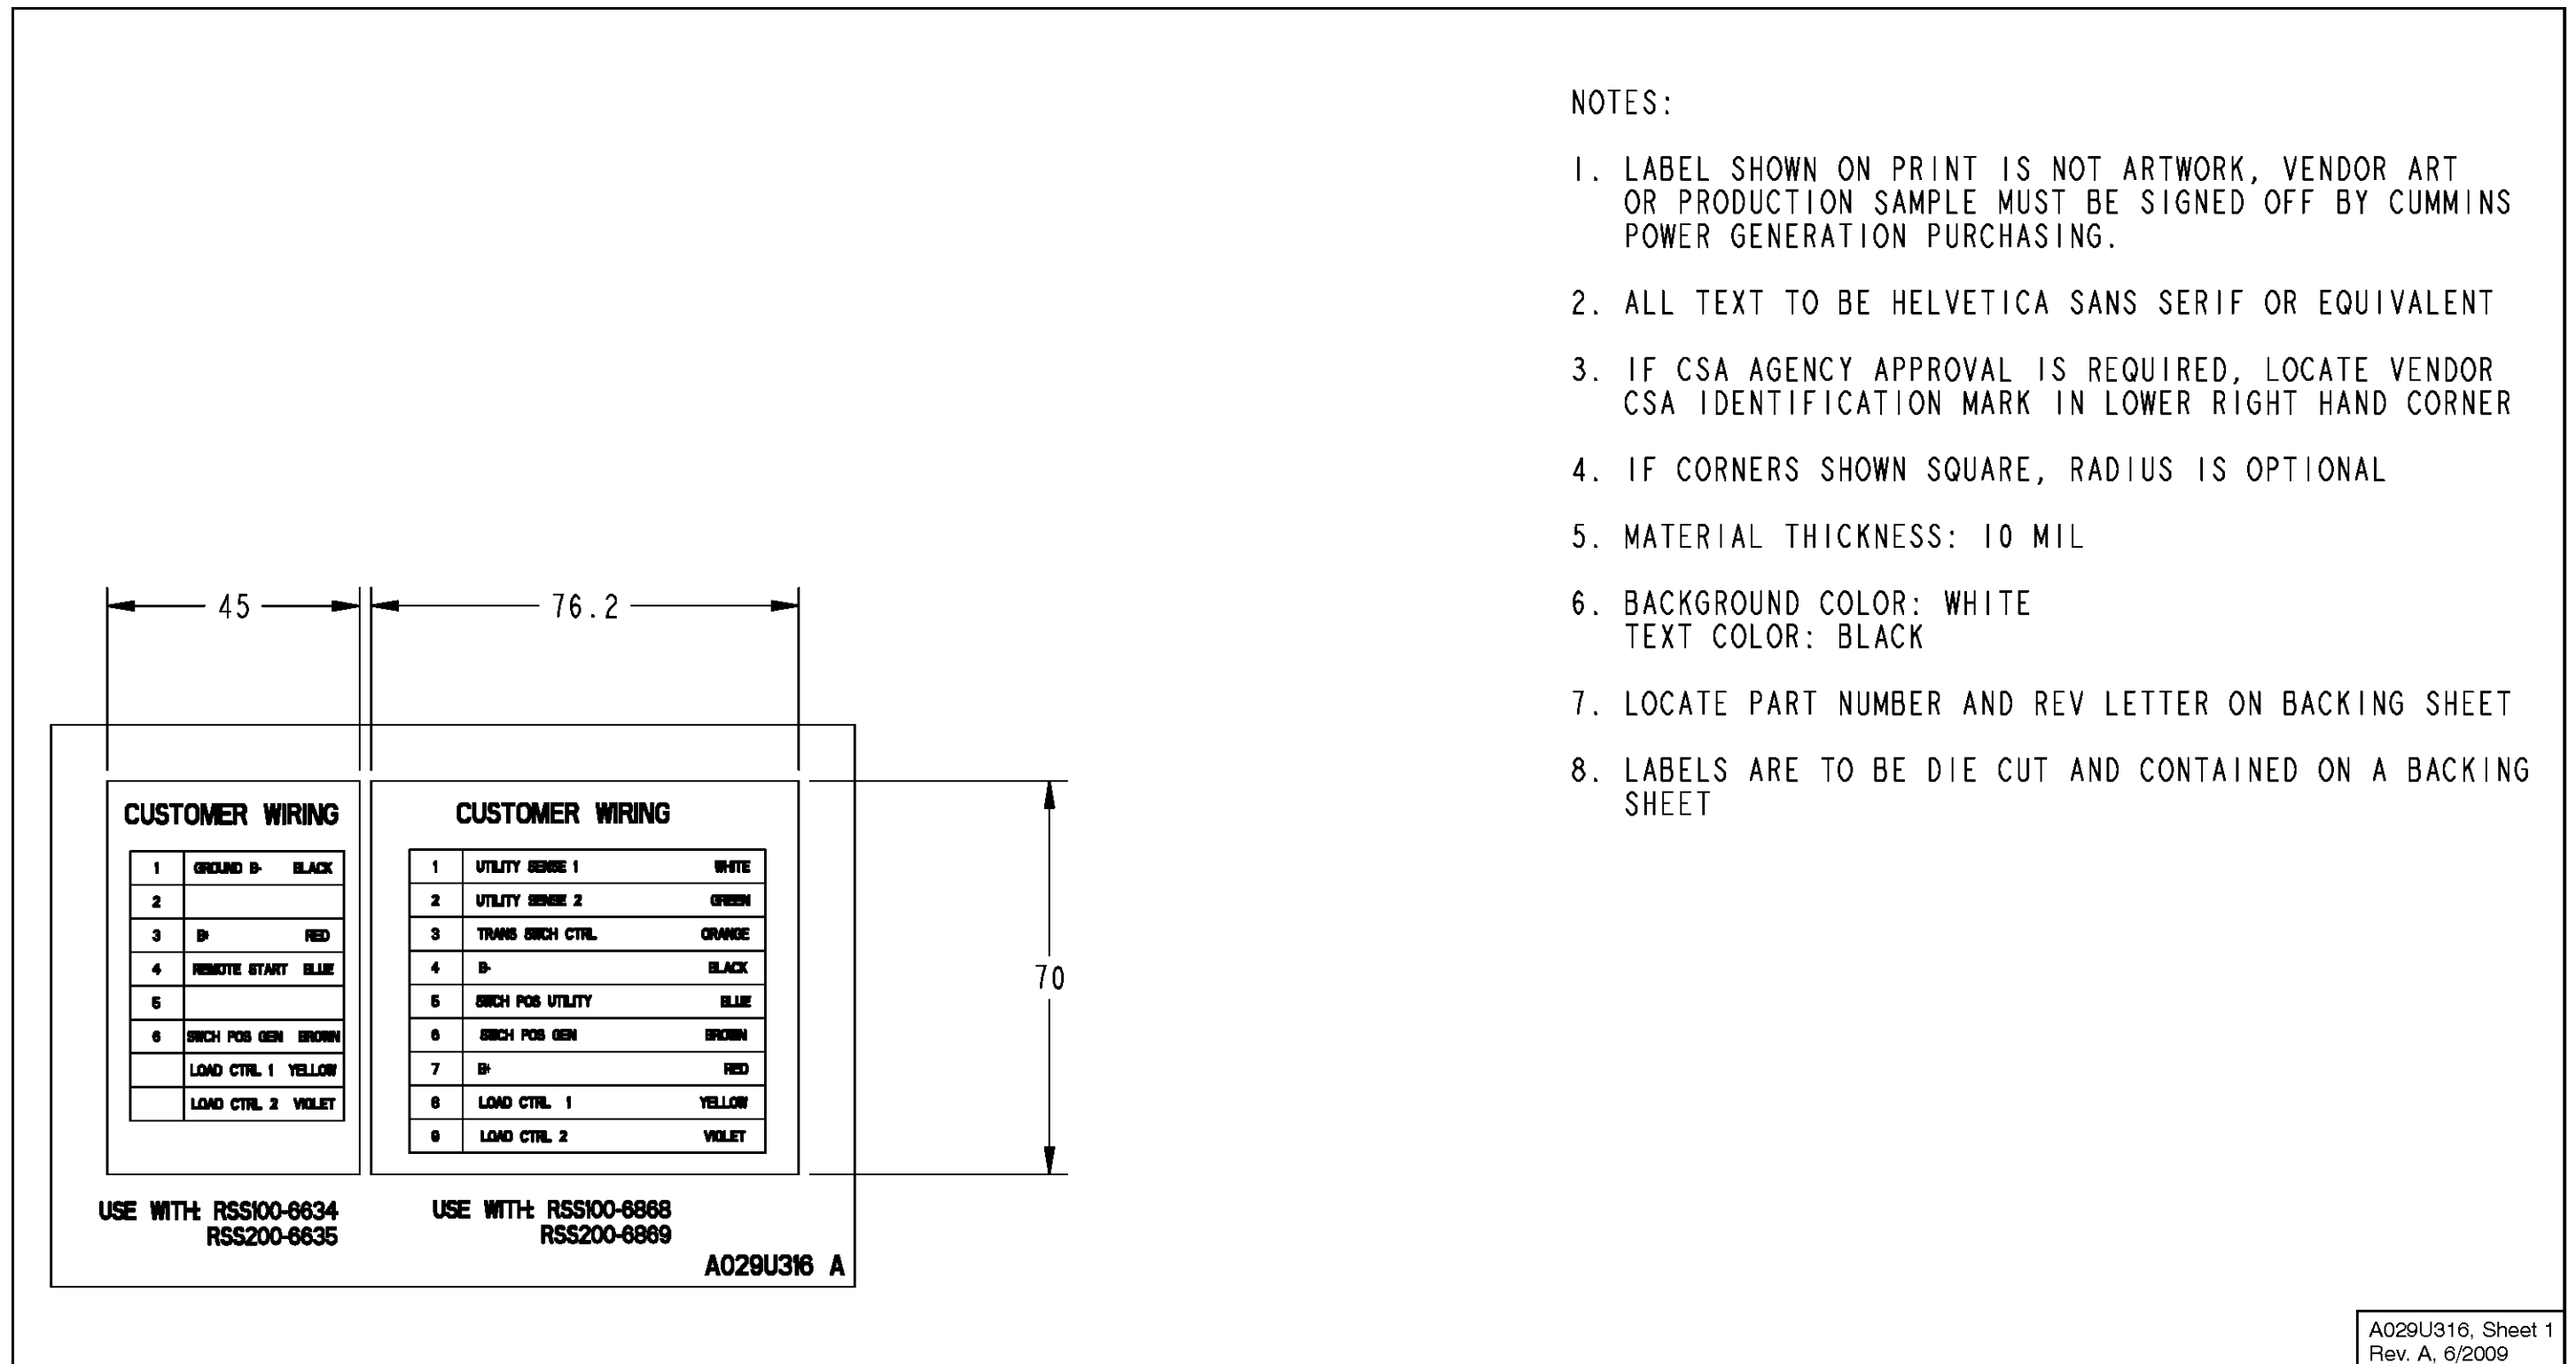 NOTES:
1. LABEL SHOWN ON PRINT IS NOT ARTWORK, VENDOR ART
OR PRODUCTION SAMPLE MUST BE SIGNED OFF BY CUMMINS
POWER GENERATION PURCHASING.
2. ALL TEXT TO BE HELVETICA SANS SERIF OR EQUIVALENT
3. IF CSA AGENCY APPROVAL IS REQUIRED, LOCATE VENDOR
CSA IDENTIFICATION MARK IN LOWER RIGHT HAND CORNER
4. IF CORNERS SHOWN SQUARE, RADIUS IS OPTIONAL
5. MATERIAL THICKNESS: 10 MIL
6. BACKGROUND COLOR: WHITE
TEXT COLOR: BLACK
7. LOCATE PART NUMBER AND REV LETTER ON BACKING SHEET
8. LABELS ARE TO BE DIE CUT AND CONTAINED ON A BACKING
SHEET
45
76.2
70
CUSTOMER WIRING
1 GROUND B- BLACK
2
3 B+ RED
4 REMOTE START BLUE
5
6 SWCH POS GEN BROWN
LOAD CTRL 1 YELLOW
LOAD CTRL 2 VIOLET
USE WITH: RSS100-6634
RSS200-6635
CUSTOMER WIRING
1 UTILITY SENSE 1 WHITE
2 UTILITY SENSE 2 GREEN
3 TRANS SWCH CTRL ORANGE
4 B- BLACK
5 SWCH POS UTILITY BLUE
6 SWCH POS GEN BROWN
7 B+ RED
8 LOAD CTRL 1 YELLOW
9 LOAD CTRL 2 VIOLET
USE WITH: RSS100-6868
RSS200-6869
A029U316 A
A029U316, Sheet 1
Rev. A, 6/2009